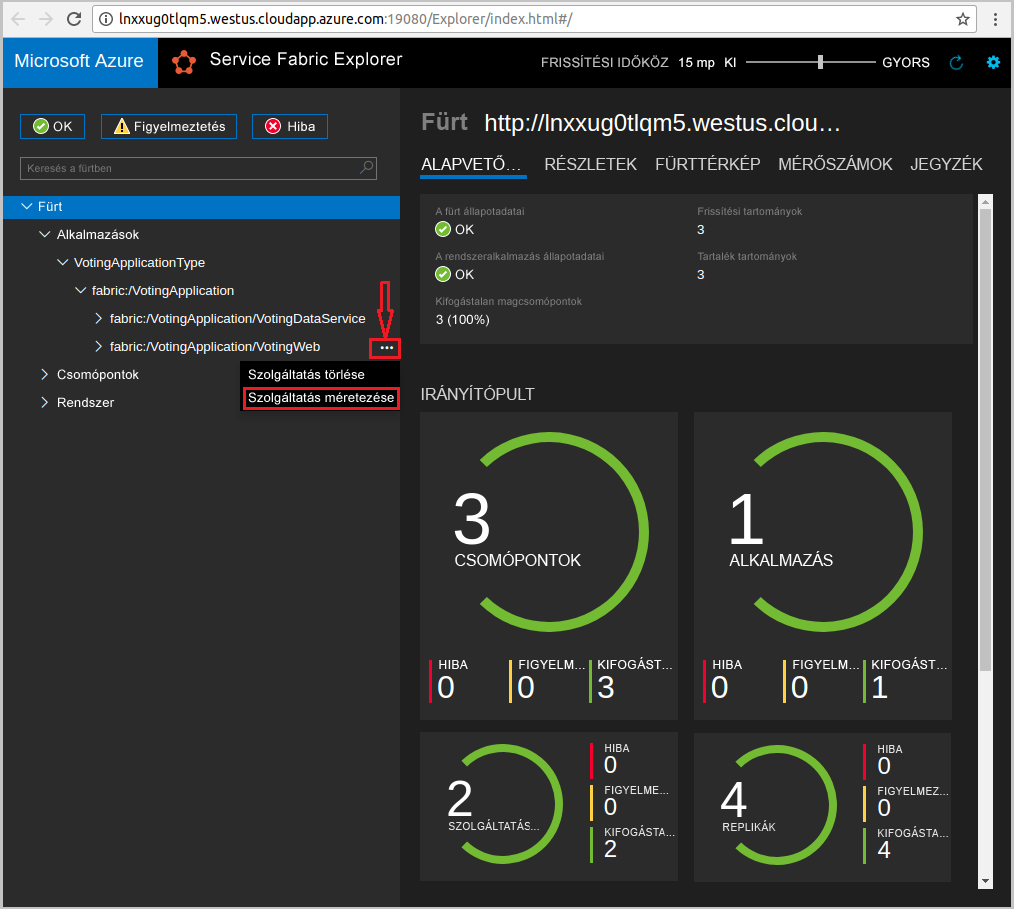 lnxxug0tlqm5.westus.cloudapp.azure.com:19080/Explorer/index.html#/
Microsoft Azure
Service Fabric Explorer
FRISSÍTÉSI IDŐKÖZ 15 mp KI GYORS
OK
Figyelmeztetés
Hiba
Keresés a fürtben
Fürt
Alkalmazások
VotingApplicationType
fabric:/VotingApplication
fabric:/VotingApplication/VotingDataService
fabric:/VotingApplication/VotingWeb
Szolgáltatás törlése
Szolgáltatás méretezése
Csomópontok
Rendszer
Fürt http://lnxxug0tlqm5.westus.clou…
ALAPVETŐ… RÉSZLETEK FÜRTTÉRKÉP MÉRŐSZÁMOK JEGYZÉK
A fürt állapotadatai
OK
A rendszeralkalmazás állapotadatai
OK
Kifogástalan magcsomópontok
3 (100%)
Frissítési tartományok
3
Tartalék tartományok
3
IRÁNYÍTÓPULT
3
CSOMÓPONTOK
HIBA
0
FIGYELM…
0
KIFOGÁST…
3
1
ALKALMAZÁS
HIBA
0
FIGYELM…
0
KIFOGÁST…
1
2
SZOLGÁLTATÁS…
HIBA
0
FIGYELME…
0
KIFOGÁSTA…
2
4
REPLIKÁK
HIBA
0
FIGYELMEZ…
0
KIFOGÁSTA…
4